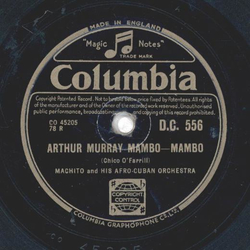 MADE IN ENGLAND
"Magic Notes"
TRADE MARK
Columbia
Copyright Control. Not to be sold below price fixed by Patentees. All rights
of the manufacturer and of the owner of the recorded work reserved. Unauthorised
public performance, broadcasting and copying of this record prohibited.
CO 45205
78 R
D.C. 556
ARTHUR MURRAY MAMBO—MAMBO
(Chico O'Farrill)
MACHITO and HIS AFRO-CUBAN ORCHESTRA
COPYRIGHT
CONTROL
COLUMBIA GRAPHOPHONE CY. LTD.